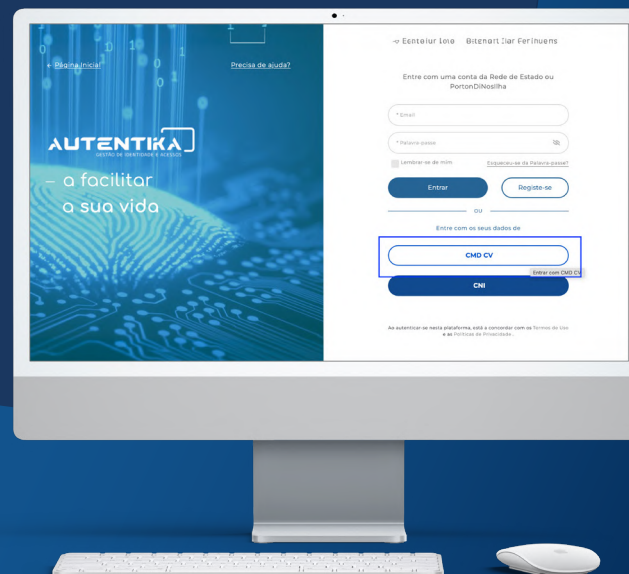 ← Página Inicial
Precisa de ajuda?
AUTENTIKA
GESTÃO DE IDENTIDADE E ACESSOS
– a facilitar
a sua vida
Entre com uma conta da Rede de Estado ou
PortonDiNosIlha
* Email
* Palavra-passe
Lembrar-se de mim
Esqueceu-se da Palavra-passe?
Entrar
Registe-se
OU
Entre com os seus dados de
CMD CV
Entrar com CMD CV
CNI
Ao autenticar-se nesta plataforma, está a concordar com os Termos de Uso
e as Políticas de Privacidade .